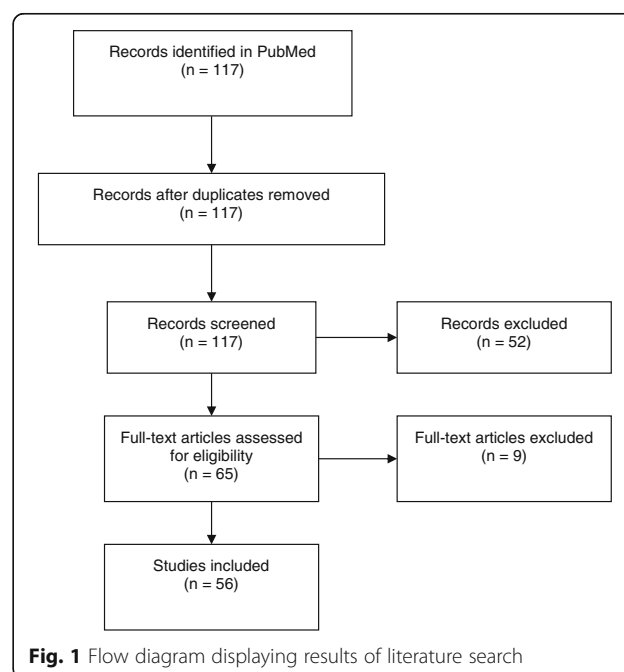 Records identified in PubMed
(n = 117)
Records after duplicates removed
(n = 117)
Records screened
(n = 117)
Records excluded
(n = 52)
Full-text articles assessed
for eligibility
(n = 65)
Full-text articles excluded
(n = 9)
Studies included
(n = 56)
Fig. 1 Flow diagram displaying results of literature search